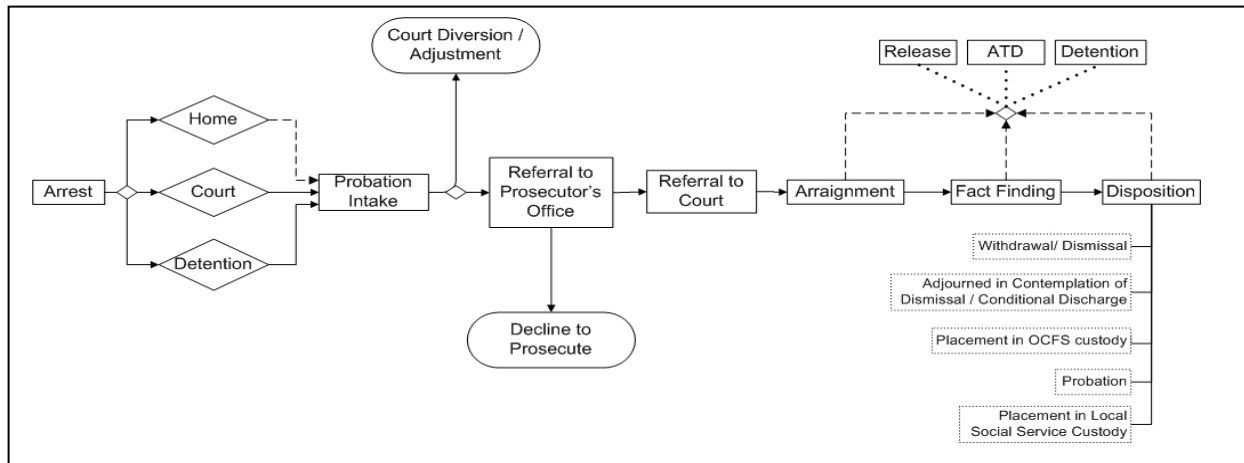 Court Diversion /
Adjustment
Release
ATD
Detention
Home
Arrest
Court
Detention
Probation
Intake
Referral to
Prosecutor's
Office
Referral to
Court
Arraignment
Fact Finding
Disposition
Decline to
Prosecute
Withdrawal/ Dismissal
Adjourned in Contemplation of
Dismissal / Conditional Discharge
Placement in OCFS custody
Probation
Placement in Local
Social Service Custody